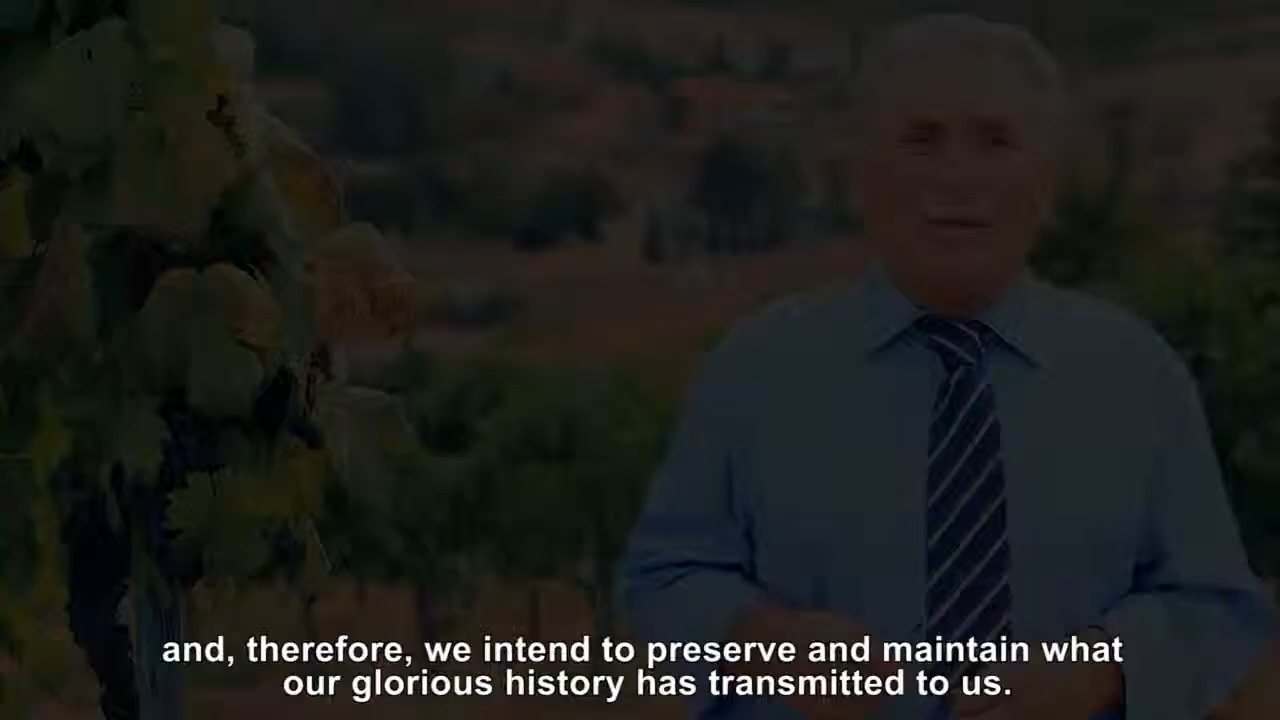 and, therefore, we intend to preserve and maintain what
our glorious history has transmitted to us.